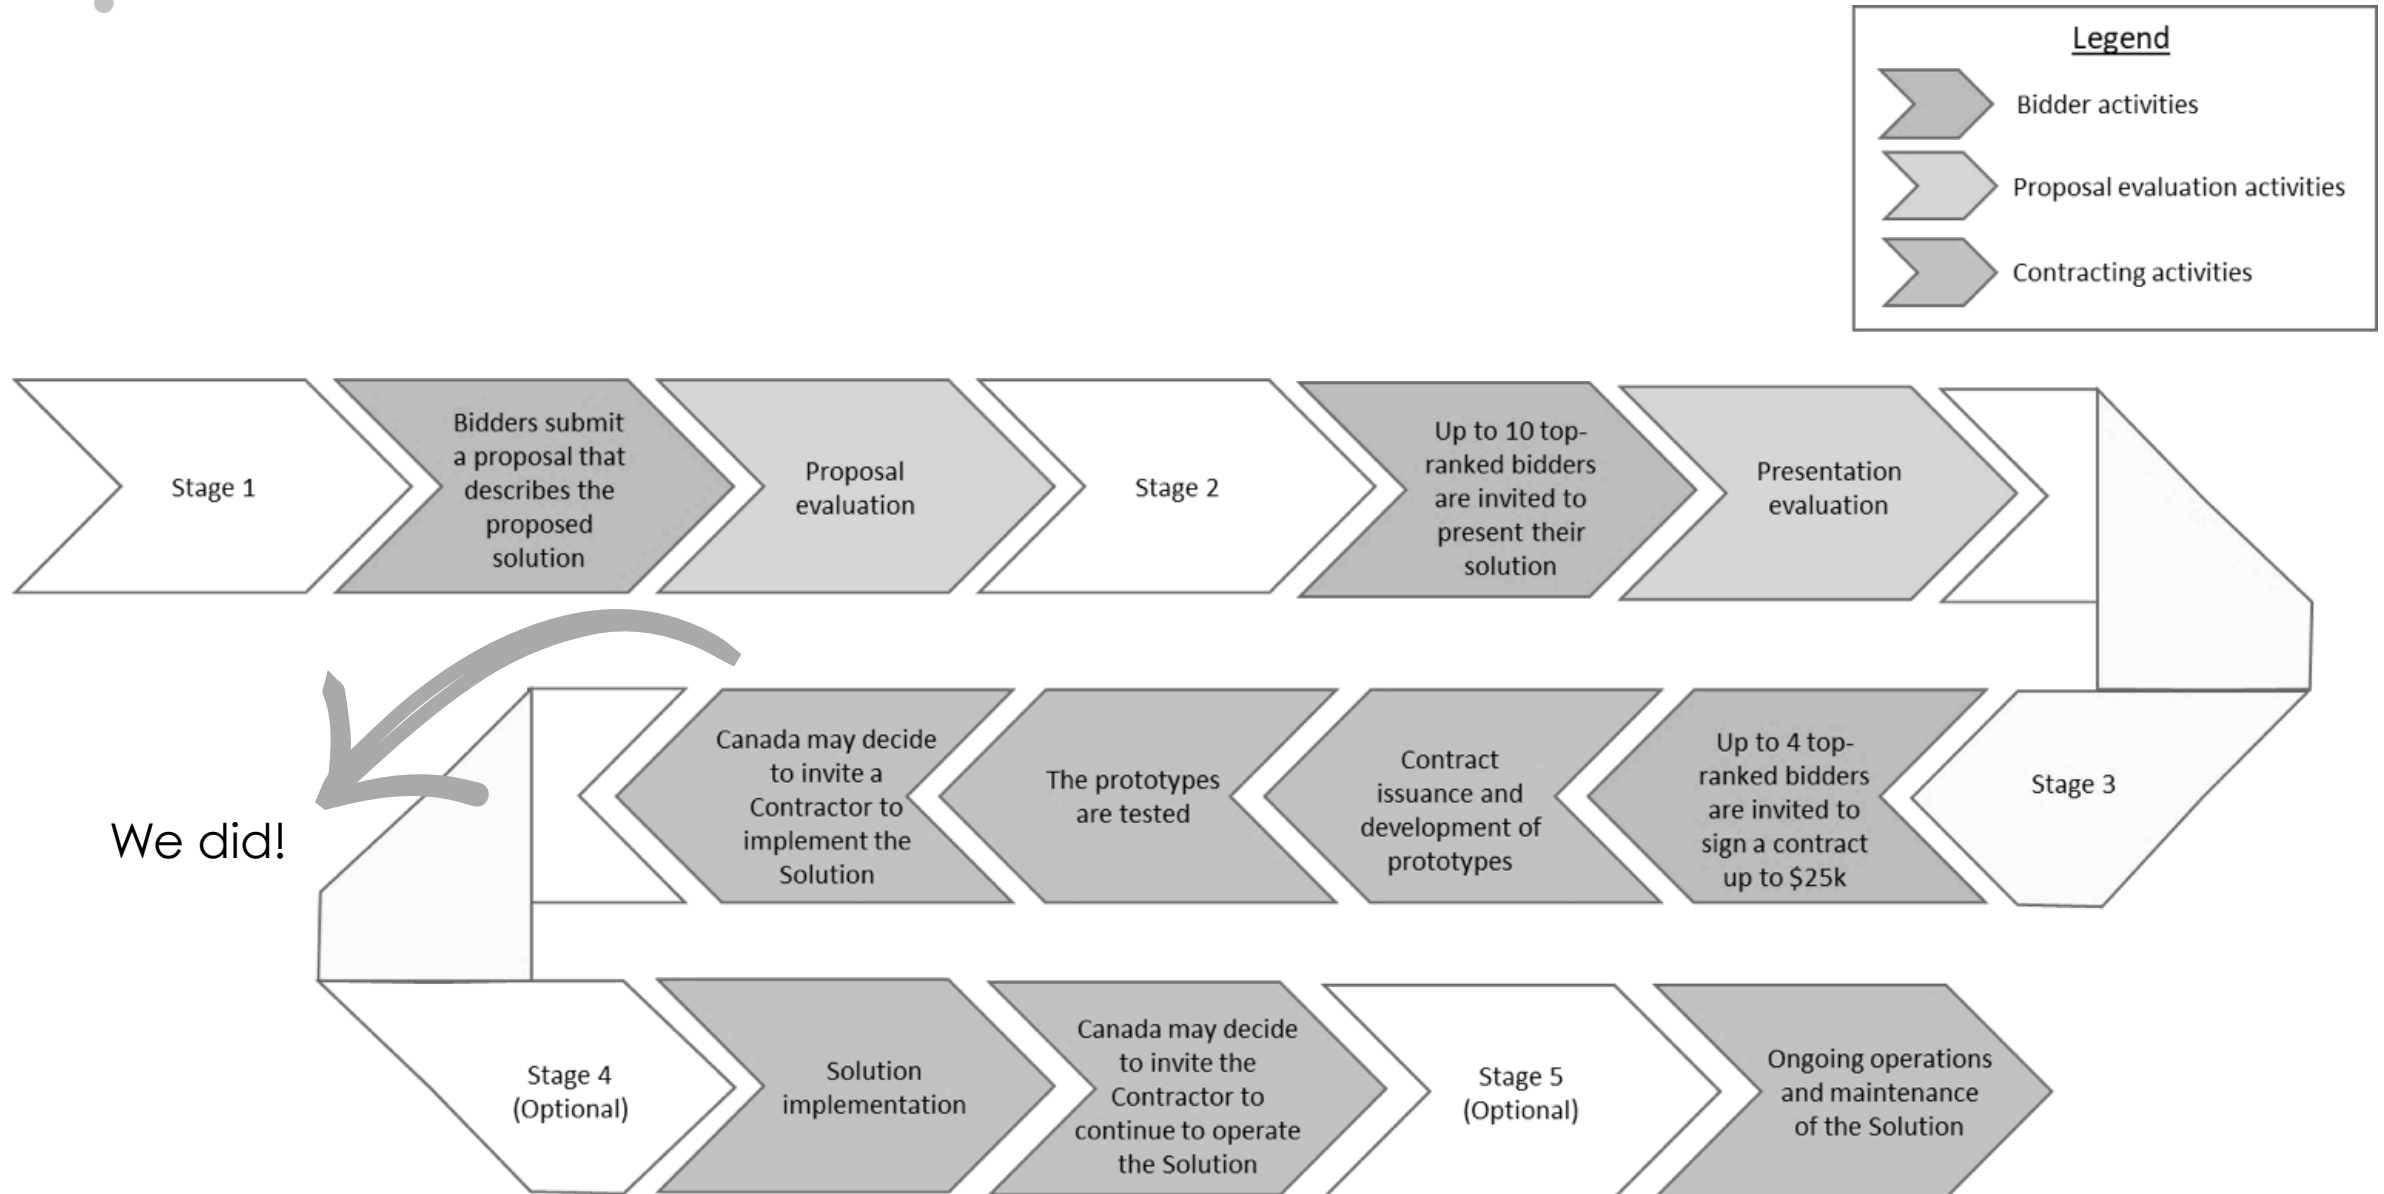 Legend
Bidder activities
Proposal evaluation activities
Contracting activities
Stage 1
Bidders submit
a proposal that
describes the
proposed
solution
Proposal
evaluation
Stage 2
Up to 10 top-
ranked bidders
are invited to
present their
solution
Presentation
evaluation
Stage 3
Up to 4 top-
ranked bidders
are invited to
sign a contract
up to $25k
Contract
issuance and
development of
prototypes
The prototypes
are tested
Canada may decide
to invite a
Contractor to
implement the
Solution
We did!
Stage 4
(Optional)
Solution
implementation
Canada may decide
to invite the
Contractor to
continue to operate
the Solution
Stage 5
(Optional)
Ongoing operations
and maintenance
of the Solution